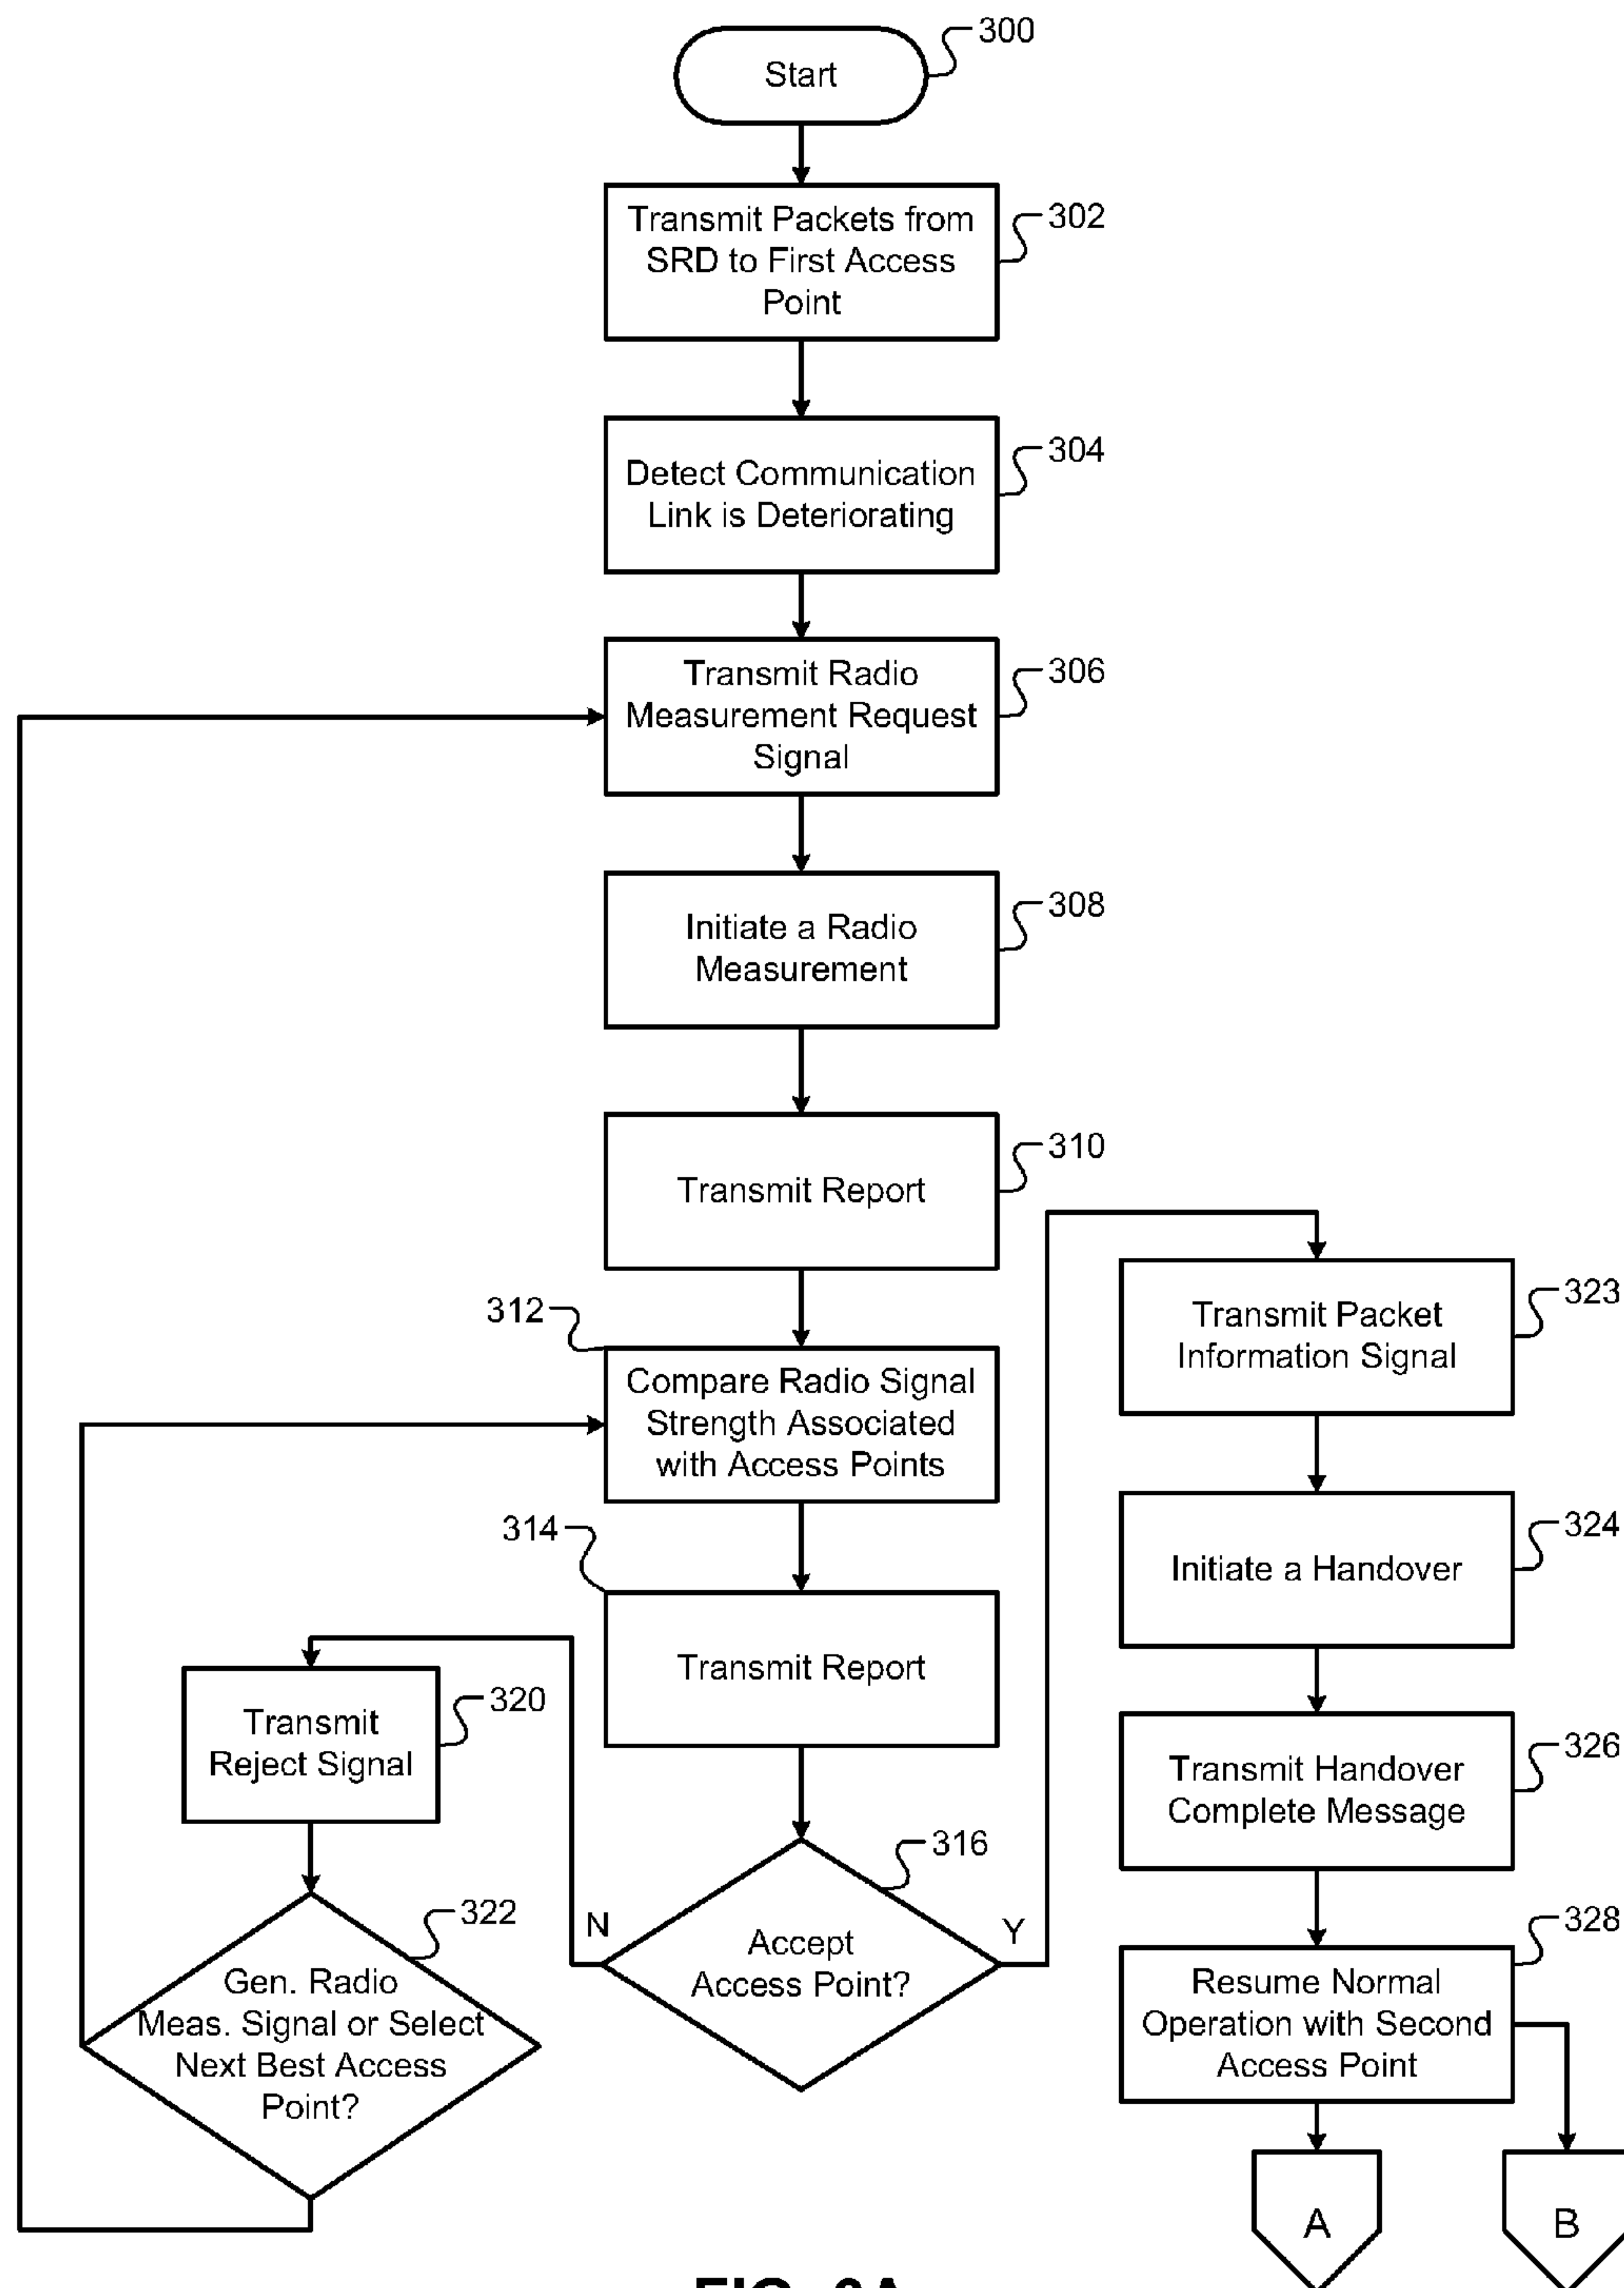 Start
300
Transmit Packets from
SRD to First Access
Point
302
Detect Communication
Link is Deteriorating
304
Transmit Radio
Measurement Request
Signal
306
Initiate a Radio
Measurement
308
Transmit Report
310
312
Compare Radio Signal
Strength Associated
with Access Points
314
Transmit Report
316
Accept
Access Point?
N
Y
Transmit
Reject Signal
320
322
Gen. Radio
Meas. Signal or Select
Next Best Access
Point?
Transmit Packet
Information Signal
323
Initiate a Handover
324
Transmit Handover
Complete Message
326
Resume Normal
Operation with Second
Access Point
328
A
B